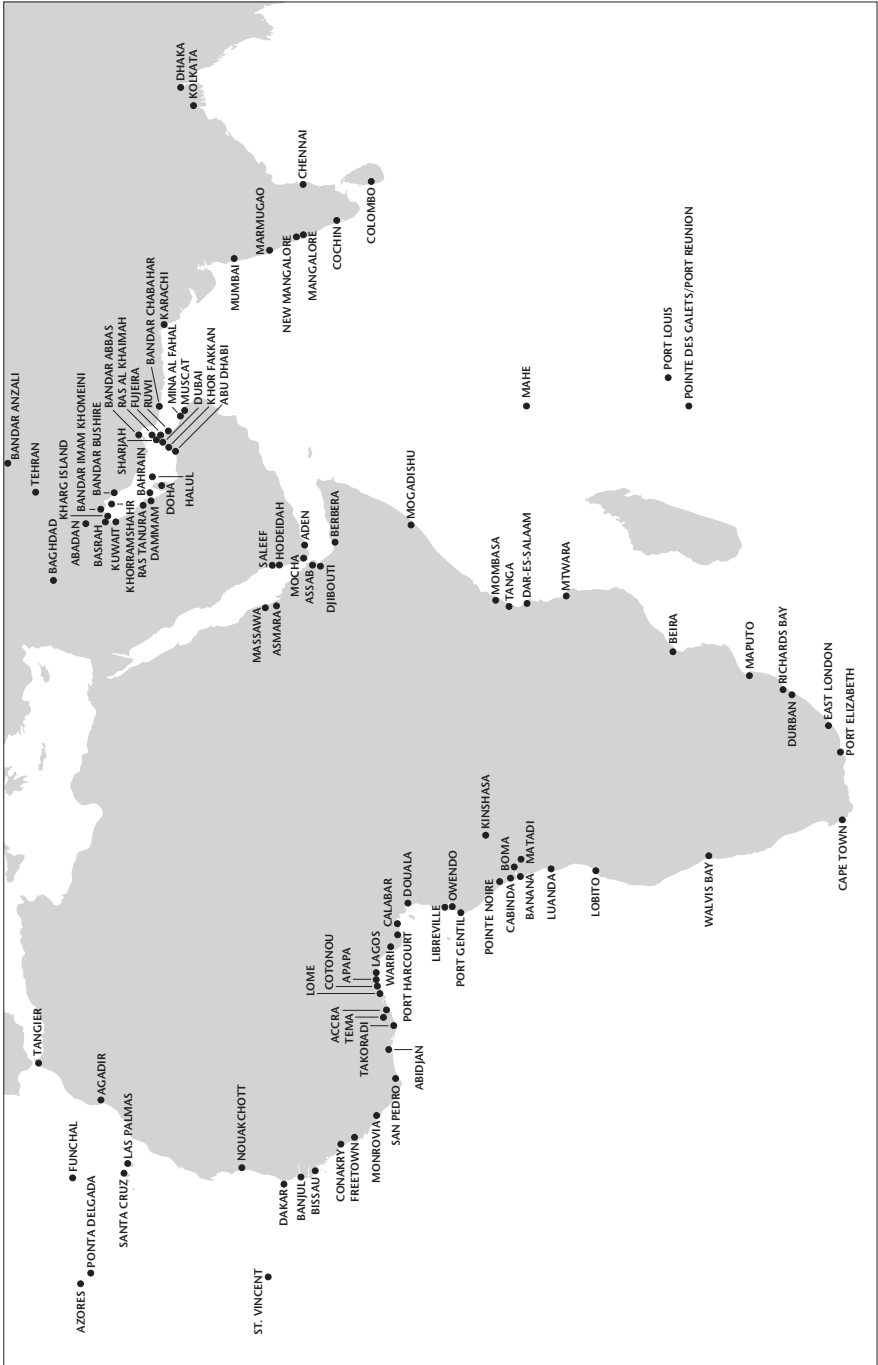 AZORES
PONTA DELGADA
FUNCHAL
SANTA CRUZ
LAS PALMAS
TANGIER
AGADIR
NOUAKCHOTT
ST. VINCENT
DAKAR
BANJUL
BISSAU
CONAKRY
FREETOWN
MONROVIA
SAN PEDRO
ABIDJAN
TAKORADI
TEMA
ACCRA
LOME
COTONOU
APAPA
LAGOS
WARRI
PORT HARCOURT
CALABAR
DOUALA
LIBREVILLE
OWENDO
PORT GENTIL
POINTE NOIRE
KINSHASA
CABINDA
BOMA
BANANA
MATADI
LUANDA
LOBITO
WALVIS BAY
CAPE TOWN
PORT ELIZABETH
EAST LONDON
DURBAN
RICHARDS BAY
MAPUTO
BEIRA
MTWARA
DAR-ES-SALAAM
TANGA
MOMBASA
MOGADISHU
MASSAWA
ASMARA
SALEEF
HODEIDAH
MOCHA
ADEN
ASSAB
DJIBOUTI
BERBERA
BAGHDAD
TEHRAN
BANDAR ANZALI
ABADAN
KHARG ISLAND
BANDAR IMAM KHOMEINI
BANDAR BUSHIRE
BASRAH
KUWAIT
KHORRAMSHAHR
RAS TANURA
DAMMAM
BAHRAIN
DOHA
HALUL
SHARJAH
BANDAR ABBAS
RAS AL KHAIMAH
FUJEIRA
RUWI
BANDAR CHABAHAR
KARACHI
MINA AL FAHAL
MUSCAT
DUBAI
KHOR FAKKAN
ABU DHABI
MUMBAI
MARMUGAO
NEW MANGALORE
MANGALORE
COCHIN
CHENNAI
COLOMBO
DHAKA
KOLKATA
MAHE
PORT LOUIS
POINTE DES GALETS/PORT REUNION